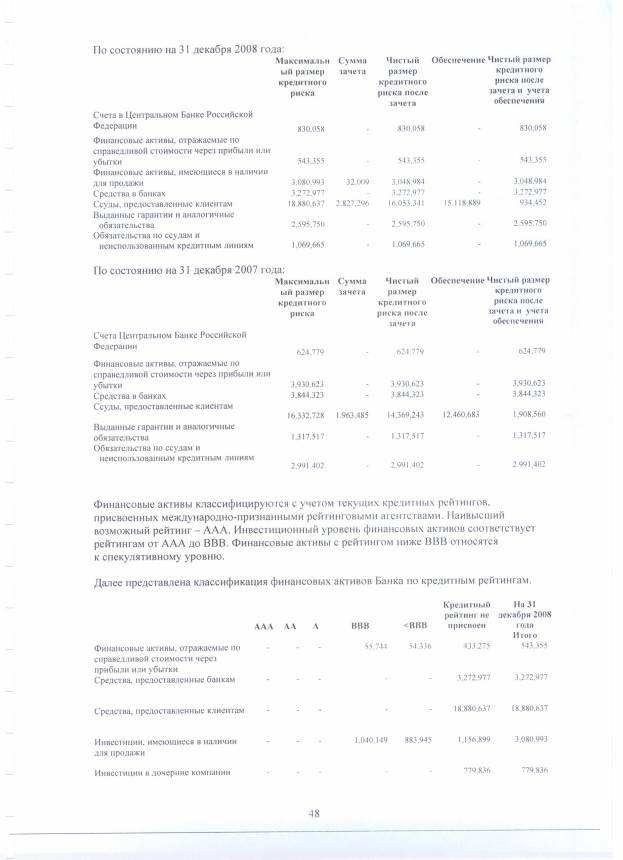 По состоянию на 31 декабря 2008 года:
Максимальн Сумма Чистый Обеспечение Чистый размер
ый размер зачета размер кредитного
кредитного кредитного риска после
риска риска после зачета и учета
зачета обеспечения
Счета в Центральном Банке Российской
Федерации 830,058 - 830,058 - 830,058
Финансовые активы, отражаемые по
справедливой стоимости через прибыли или
убытки 543,355 - 543,355 - 543,355
Финансовые активы, имеющиеся в наличии
для продажи 3,080,993 32,009 3,048,984 - 3,048,984
Средства в банках 3,272,977 - 3,272,977 - 3,272,977
Ссуды, предоставленные клиентам 18,880,637 2,827,296 16,053,341 15,118,889 934,452
Выданные гарантии и аналогичные
обязательства 2,595,750 - 2,595,750 - 2,595,750
Обязательства по ссудам и
неиспользованным кредитным линиям 1,069,665 - 1,069,665 - 1,069,665
По состоянию на 31 декабря 2007 года:
Максимальн Сумма Чистый Обеспечение Чистый размер
ый размер зачета размер кредитного
кредитного кредитного риска после
риска риска после зачета и учета
зачета обеспечения
Счета Центральном Банке Российской
Федерации
624,779 - 624,779 - 624,779
Финансовые активы, отражаемые по
справедливой стоимости через прибыли или
убытки 3,930,623 - 3,930,623 - 3,930,623
Средства в банках 3,844,323 - 3,844,323 - 3,844,323
Ссуды, предоставленные клиентам
16,332,728 1,963,485 14,369,243 12,460,683 1,908,560
Выданные гарантии и аналогичные
обязательства 1,317,517 - 1,317,517 - 1,317,517
Обязательства по ссудам и
неиспользованным кредитным линиям
2,991,402 - 2,991,402 - 2,991,402
Финансовые активы классифицируются с учетом текущих кредитных рейтингов,
присвоенных международно-признанными рейтинговыми агентствами. Наивысший
возможный рейтинг – ААА. Инвестиционный уровень финансовых активов соответствует
рейтингам от ААА до ВВВ. Финансовые активы с рейтингом ниже ВВВ относятся
к спекулятивному уровню.
Далее представлена классификация финансовых активов Банка по кредитным рейтингам.
Кредитный На 31
рейтинг не декабря 2008
AAA AA A BBB <BBB присвоен года
Итого
Финансовые активы, отражаемые по - - - 55,744 54,336 433,275 543,355
справедливой стоимости через
прибыли или убытки
Средства, предоставленные банкам - - - - - 3,272,977 3,272,977
Средства, предоставленные клиентам - - - - - 18,880,637 18,880,637
Инвестиции, имеющиеся в наличии - - - 1,040,149 883,945 1,156,899 3,080,993
для продажи
Инвестиции в дочерние компании - - - - - 779,836 779,836
48